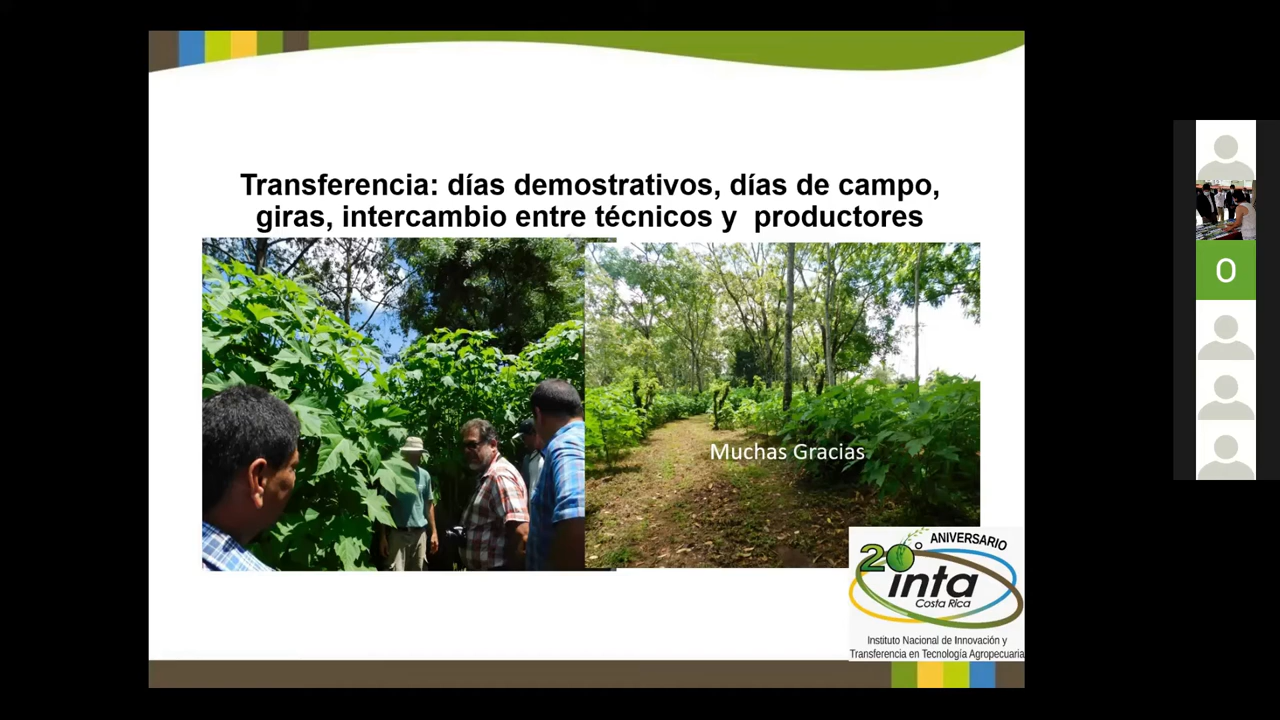 Transferencia: días demostrativos, días de campo,
giras, intercambio entre técnicos y  productores
Muchas Gracias
20° ANIVERSARIO
inta
Costa Rica
Instituto Nacional de Innovación y
Transferencia en Tecnología Agropecuaria
O